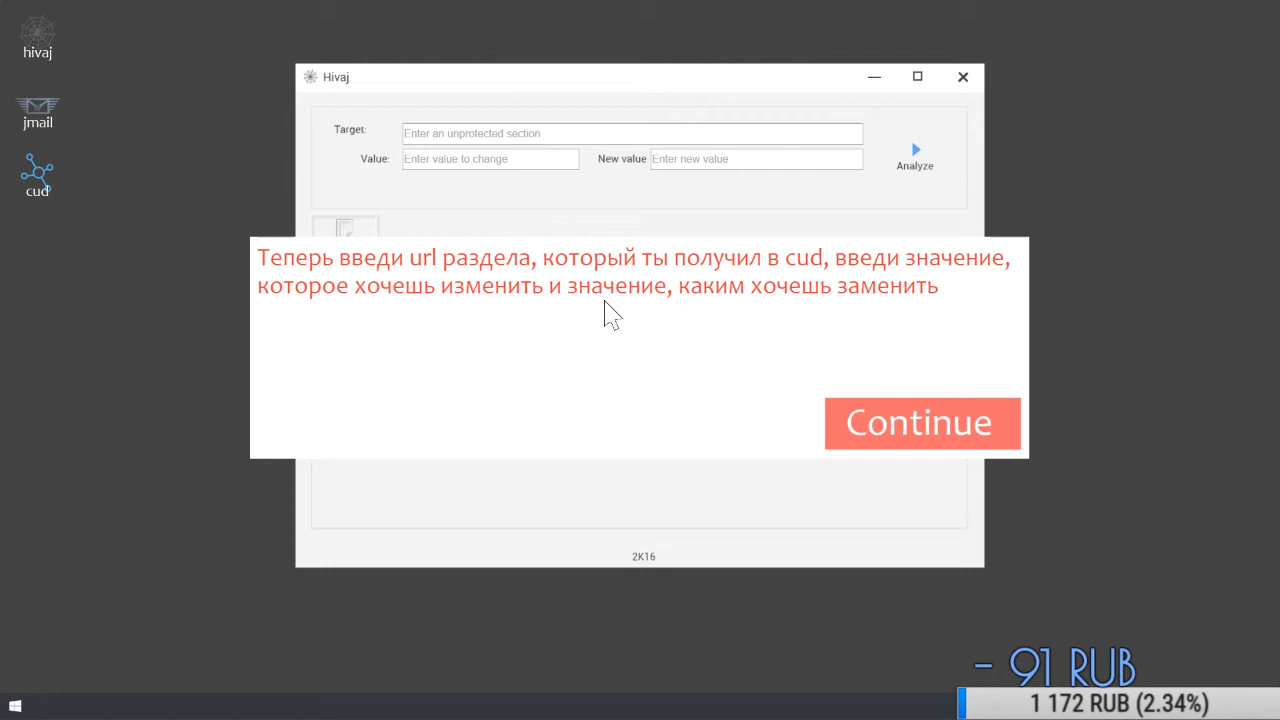 hivaj
jmail
cud
Hivaj
Target:
Enter an unprotected section
Value:
Enter value to change
New value
Enter new value
Analyze
Теперь введи url раздела, который ты получил в cud, введи значение,
которое хочешь изменить и значение, каким хочешь заменить
Continue
2K16
- 91 RUB
1 172 RUB (2.34%)